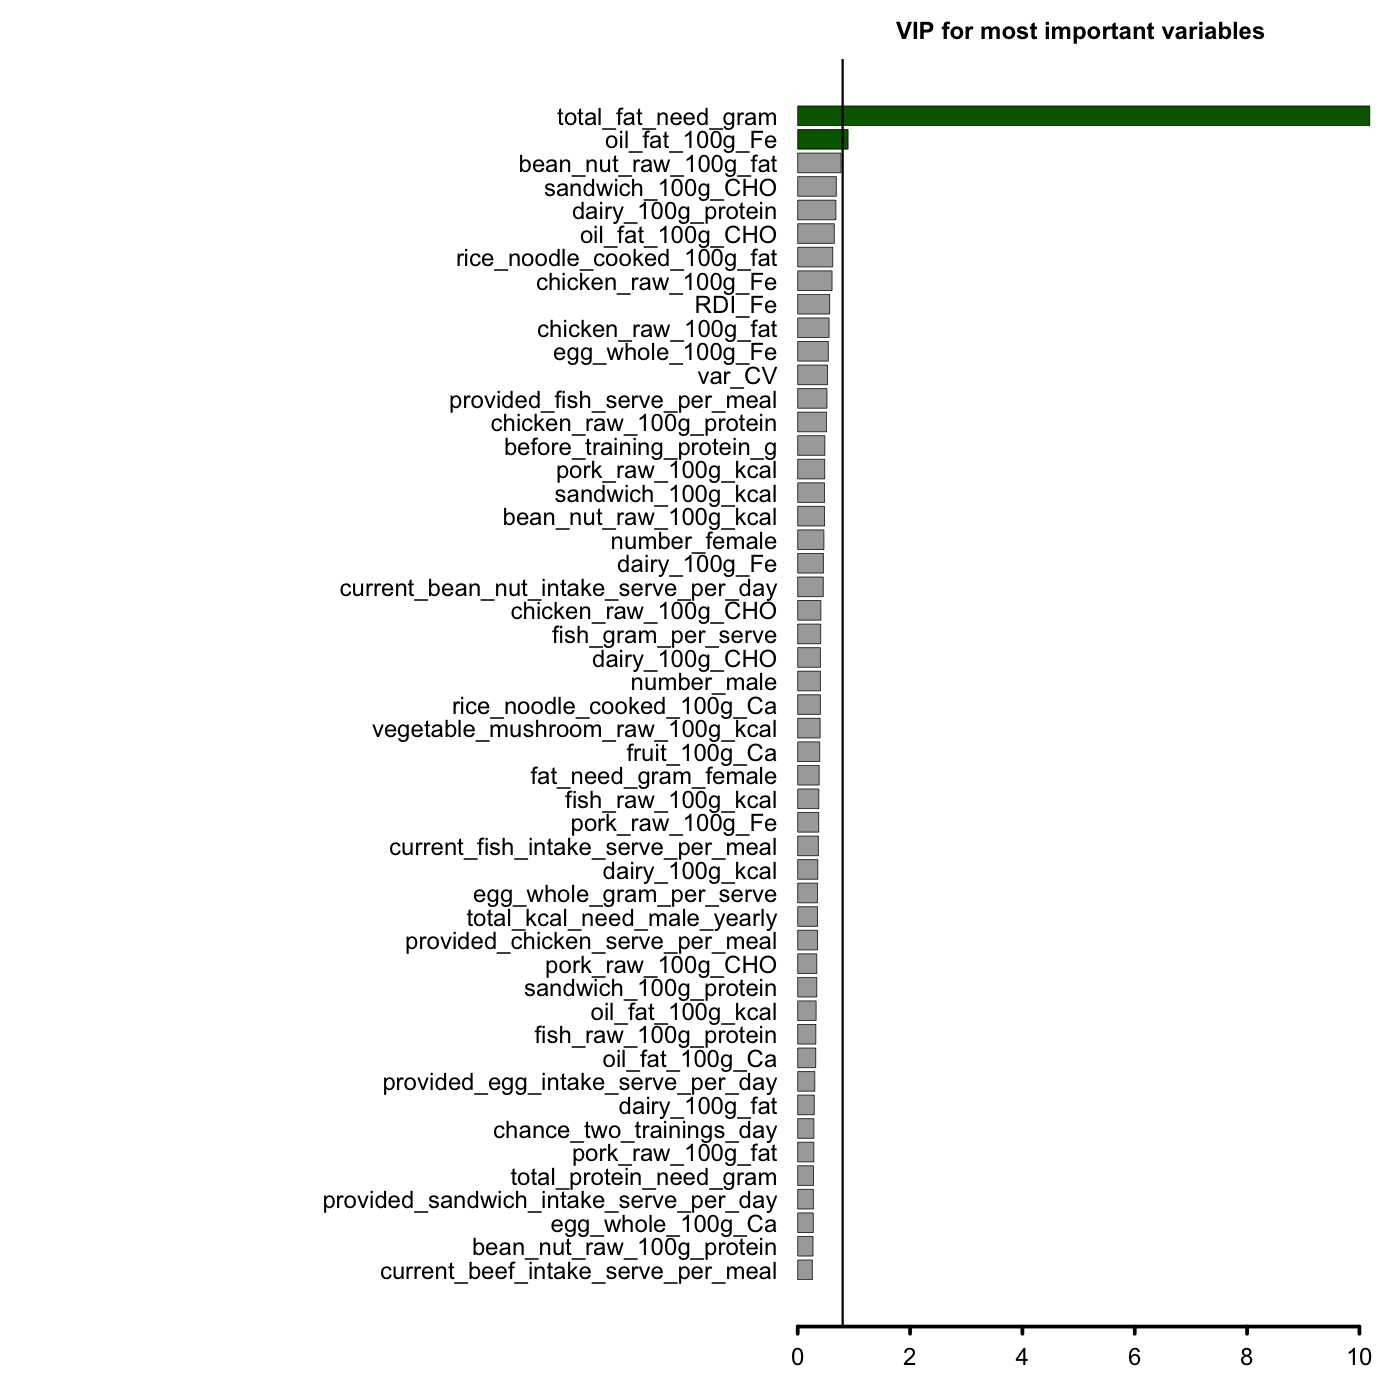 VIP for most important variables
total_fat_need_gram
oil_fat_100g_Fe
bean_nut_raw_100g_fat
sandwich_100g_CHO
dairy_100g_protein
oil_fat_100g_CHO
rice_noodle_cooked_100g_fat
chicken_raw_100g_Fe
RDI_Fe
chicken_raw_100g_fat
egg_whole_100g_Fe
var_CV
provided_fish_serve_per_meal
chicken_raw_100g_protein
before_training_protein_g
pork_raw_100g_kcal
sandwich_100g_kcal
bean_nut_raw_100g_kcal
number_female
dairy_100g_Fe
current_bean_nut_intake_serve_per_day
chicken_raw_100g_CHO
fish_gram_per_serve
dairy_100g_CHO
number_male
rice_noodle_cooked_100g_Ca
vegetable_mushroom_raw_100g_kcal
fruit_100g_Ca
fat_need_gram_female
fish_raw_100g_kcal
pork_raw_100g_Fe
current_fish_intake_serve_per_meal
dairy_100g_kcal
egg_whole_gram_per_serve
total_kcal_need_male_yearly
provided_chicken_serve_per_meal
pork_raw_100g_CHO
sandwich_100g_protein
oil_fat_100g_kcal
fish_raw_100g_protein
oil_fat_100g_Ca
provided_egg_intake_serve_per_day
dairy_100g_fat
chance_two_trainings_day
pork_raw_100g_fat
total_protein_need_gram
provided_sandwich_intake_serve_per_day
egg_whole_100g_Ca
bean_nut_raw_100g_protein
current_beef_intake_serve_per_meal
0 2 4 6 8 10